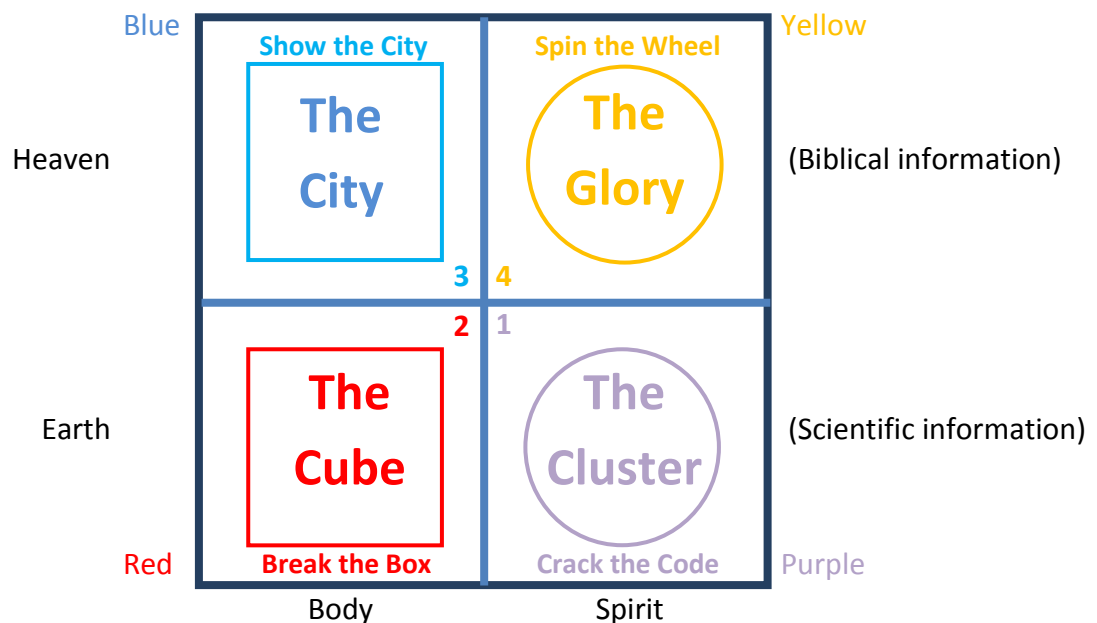 Blue
Yellow
Show the City
Spin the Wheel
The
City
The
Glory
Heaven
(Biblical information)
3
4
2
1
The
Cube
The
Cluster
Earth
(Scientific information)
Red
Break the Box
Crack the Code
Purple
Body
Spirit